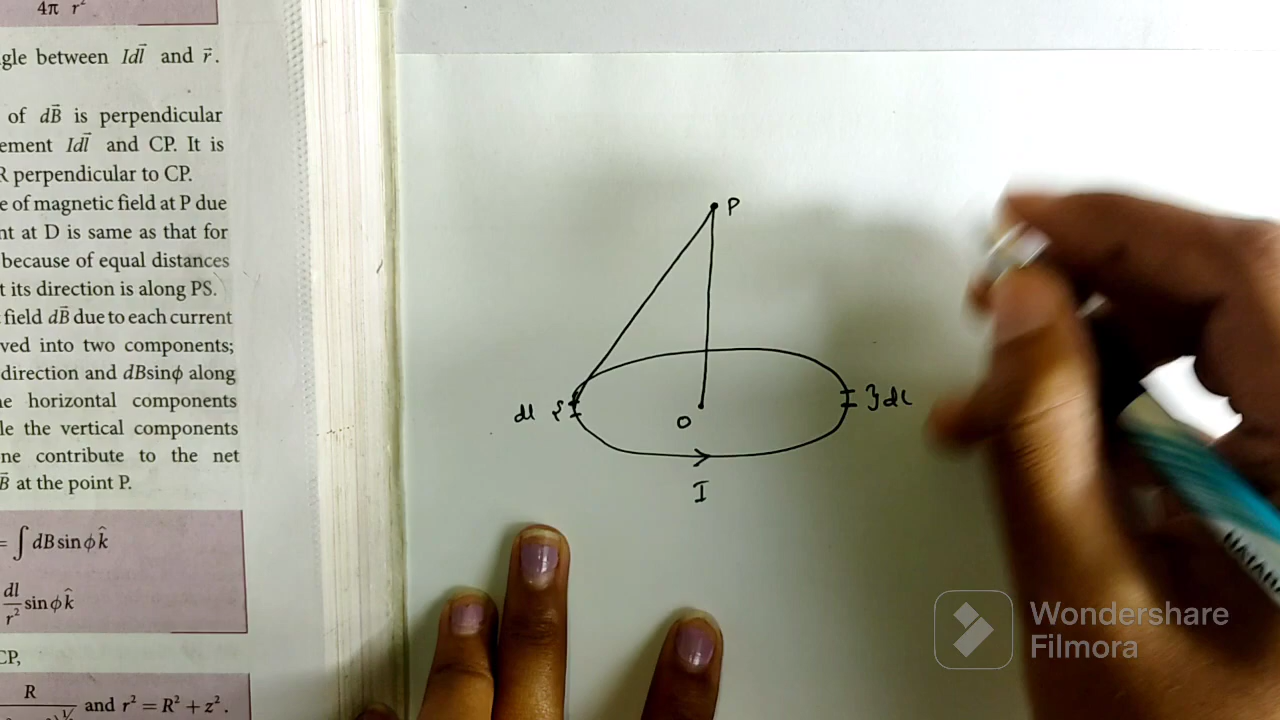 4π r²
gle between Idl⃗ and r⃗.
of dB⃗ is perpendicular
ement Idl⃗ and CP. It is
R perpendicular to CP.
e of magnetic field at P due
nt at D is same as that for
because of equal distances
t its direction is along PS.
field dB⃗ due to each current
ved into two components;
direction and dBsinϕ along
e horizontal components
le the vertical components
ne contribute to the net
B⃗ at the point P.
= ∫ dB sinϕ k̂
dl/r² sinϕ k̂
CP,
R
and r² = R² + z².
P
dl {
} dl
O
I
HATA
Wondershare
Filmora